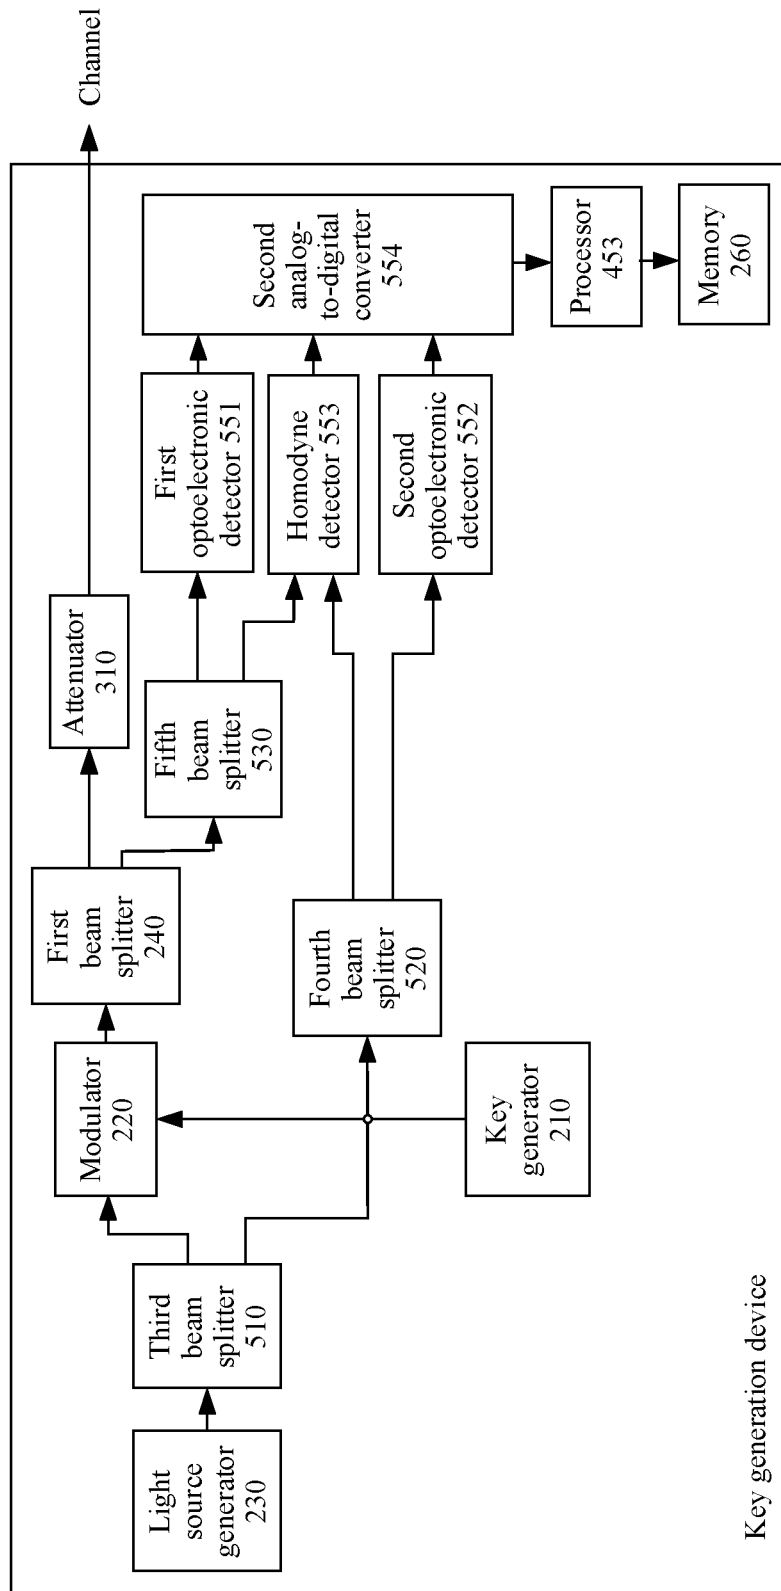 Light
source
generator
230
Third
beam
splitter
510
Modulator
220
Key
generator
210
First
beam
splitter
240
Fourth
beam
splitter
520
Attenuator
310
Fifth
beam
splitter
530
First
optoelectronic
detector 551
Homodyne
detector 553
Second
optoelectronic
detector 552
Second
analog-
to-digital
converter
554
Processor
453
Memory
260
Channel
Key generation device